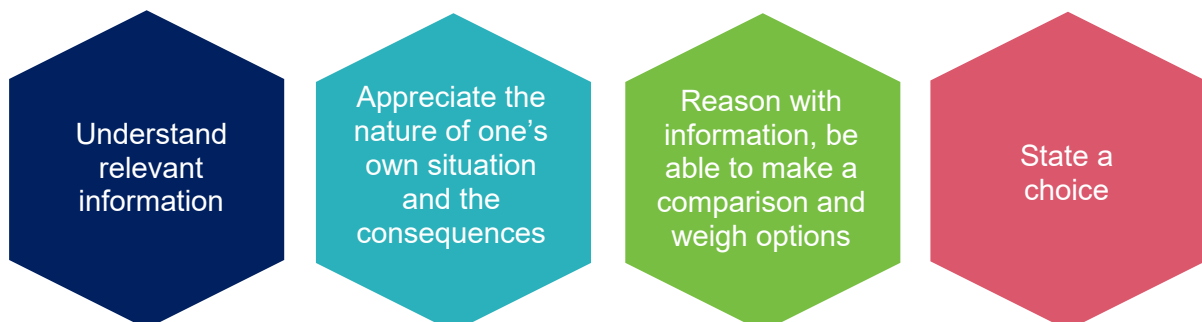 Understand
relevant
information
Appreciate the
nature of one’s
own situation
and the
consequences
Reason with
information, be
able to make a
comparison and
weigh options
State a
choice